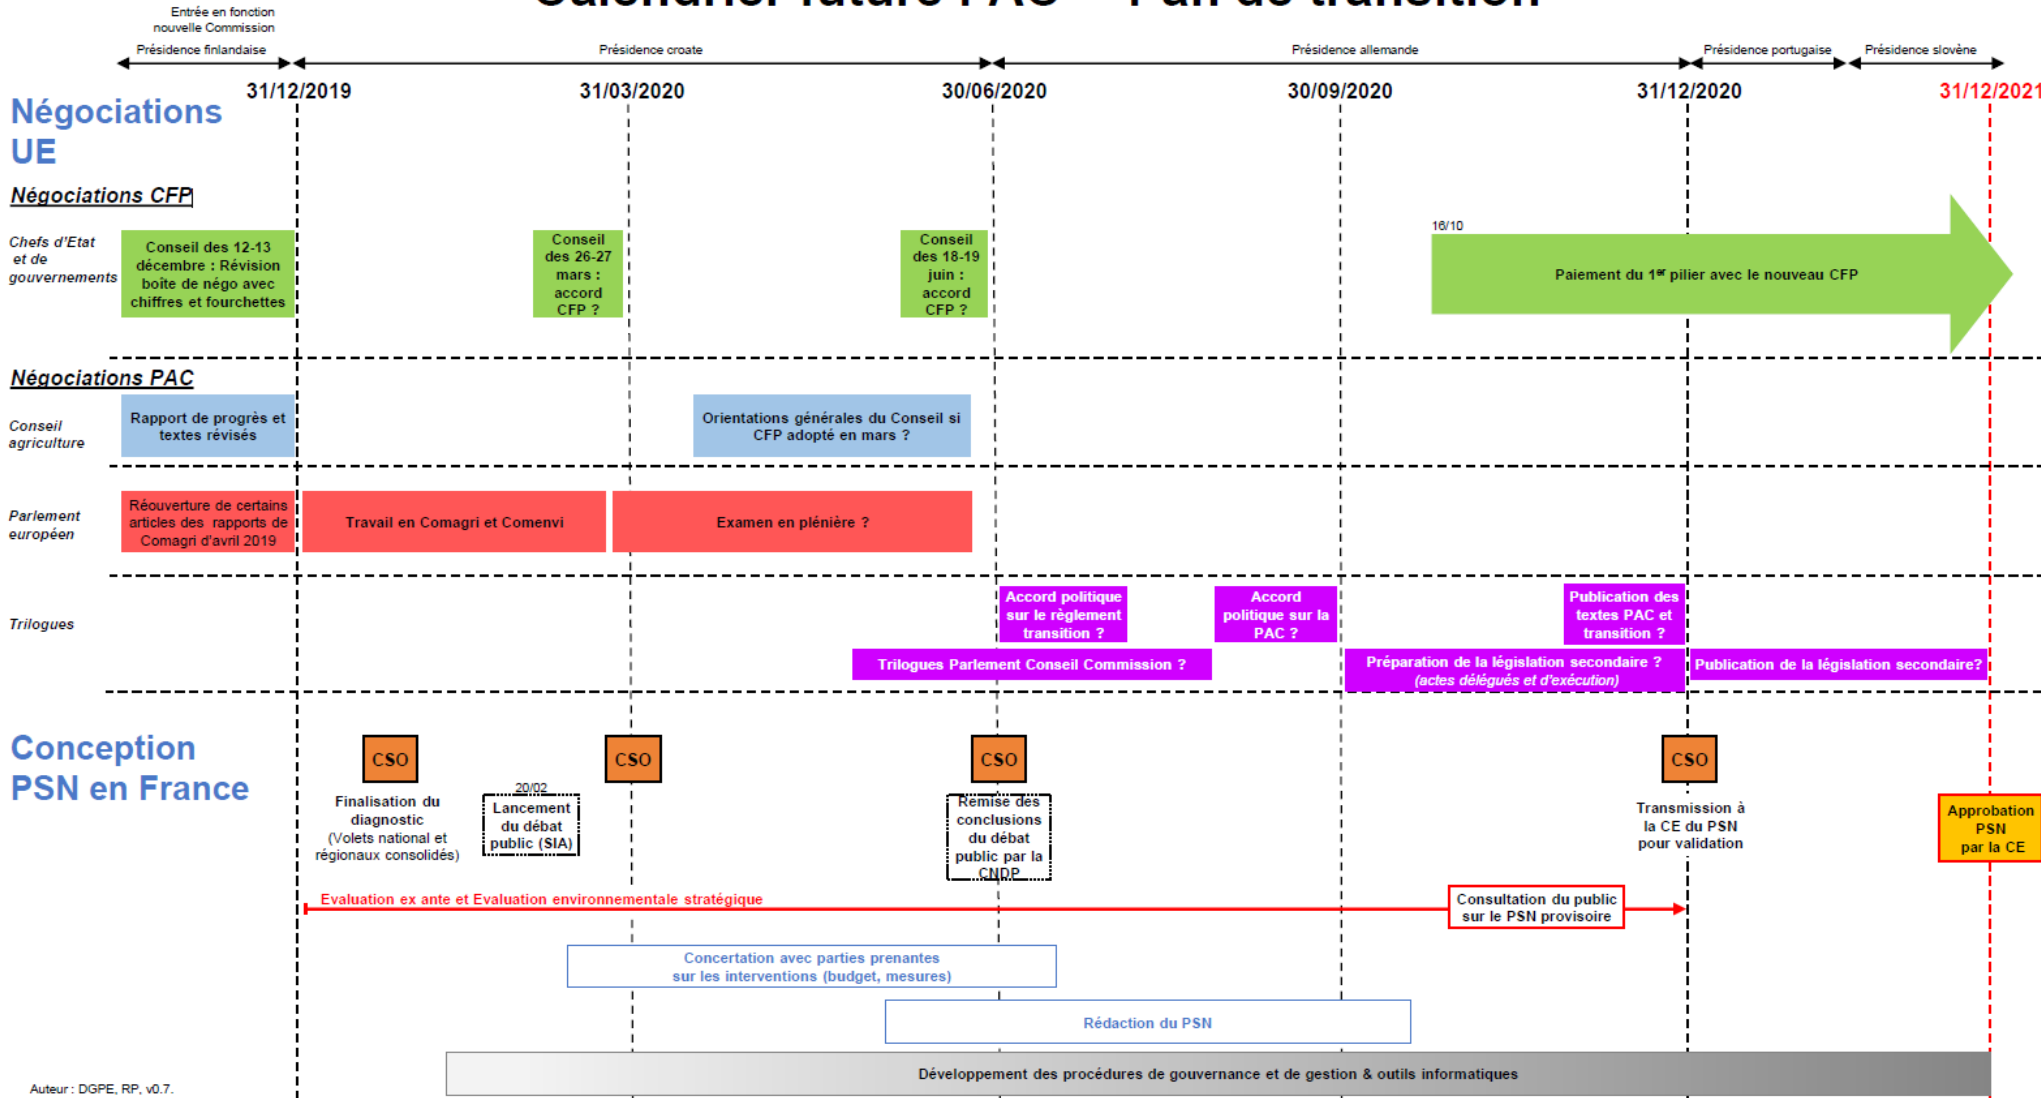 Calendrier future PAC – 1 an de transition
Entrée en fonction
nouvelle Commission
Présidence finlandaise
Présidence croate
Présidence allemande
Présidence portugaise
Présidence slovène
31/12/2019
31/03/2020
30/06/2020
30/09/2020
31/12/2020
31/12/2021
Négociations
UE
Négociations CFP
Chefs d'Etat
et de
gouvernements
Conseil des 12-13
décembre : Révision
boîte de négo avec
chiffres et fourchettes
Conseil
des 26-27
mars :
accord
CFP ?
Conseil
des 18-19
juin :
accord
CFP ?
16/10
Paiement du 1er pilier avec le nouveau CFP
Négociations PAC
Conseil
agriculture
Rapport de progrès et
textes révisés
Orientations générales du Conseil si
CFP adopté en mars ?
Parlement
européen
Réouverture de certains
articles des rapports de
Comagri d'avril 2019
Travail en Comagri et Comenvi
Examen en plénière ?
Trilogues
Accord politique
sur le règlement
transition ?
Accord
politique sur la
PAC ?
Publication des
textes PAC et
transition ?
Trilogues Parlement Conseil Commission ?
Préparation de la législation secondaire ?
(actes délégués et d'exécution)
Publication de la législation secondaire?
Conception
PSN en France
CSO
CSO
CSO
CSO
Finalisation du
diagnostic
(Volets national et
régionaux consolidés)
20/02
Lancement
du débat
public (SIA)
Remise des
conclusions
du débat
public par la
CNDP
Transmission à
la CE du PSN
pour validation
Approbation
PSN
par la CE
Evaluation ex ante et Evaluation environnementale stratégique
Consultation du public
sur le PSN provisoire
Concertation avec parties prenantes
sur les interventions (budget, mesures)
Rédaction du PSN
Développement des procédures de gouvernance et de gestion & outils informatiques
Auteur : DGPE, RP, v0.7.